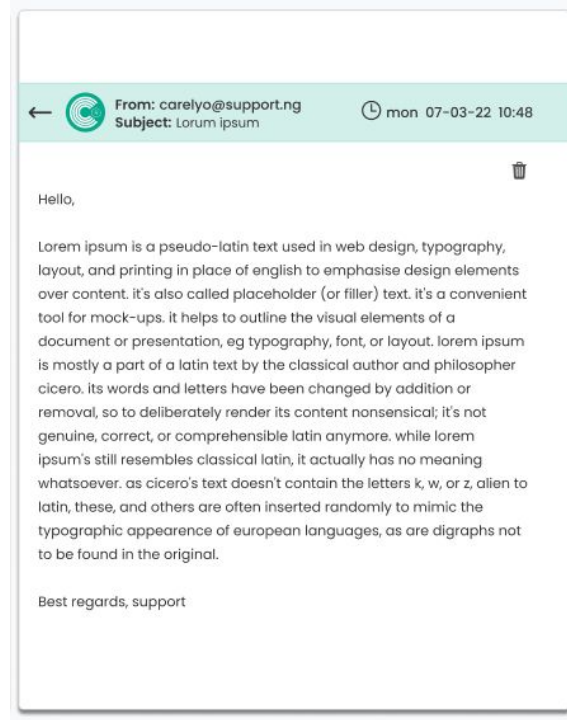 From: carelyo@support.ng
Subject: Lorum ipsum
mon 07-03-22 10:48
Hello,
Lorem ipsum is a pseudo-latin text used in web design, typography,
layout, and printing in place of english to emphasise design elements
over content. it's also called placeholder (or filler) text. it's a convenient
tool for mock-ups. it helps to outline the visual elements of a
document or presentation, eg typography, font, or layout. lorem ipsum
is mostly a part of a latin text by the classical author and philosopher
cicero. its words and letters have been changed by addition or
removal, so to deliberately render its content nonsensical; it's not
genuine, correct, or comprehensible latin anymore. while lorem
ipsum's still resembles classical latin, it actually has no meaning
whatsoever. as cicero's text doesn't contain the letters k, w, or z, alien to
latin, these, and others are often inserted randomly to mimic the
typographic appearence of european languages, as are digraphs not
to be found in the original.
Best regards, support